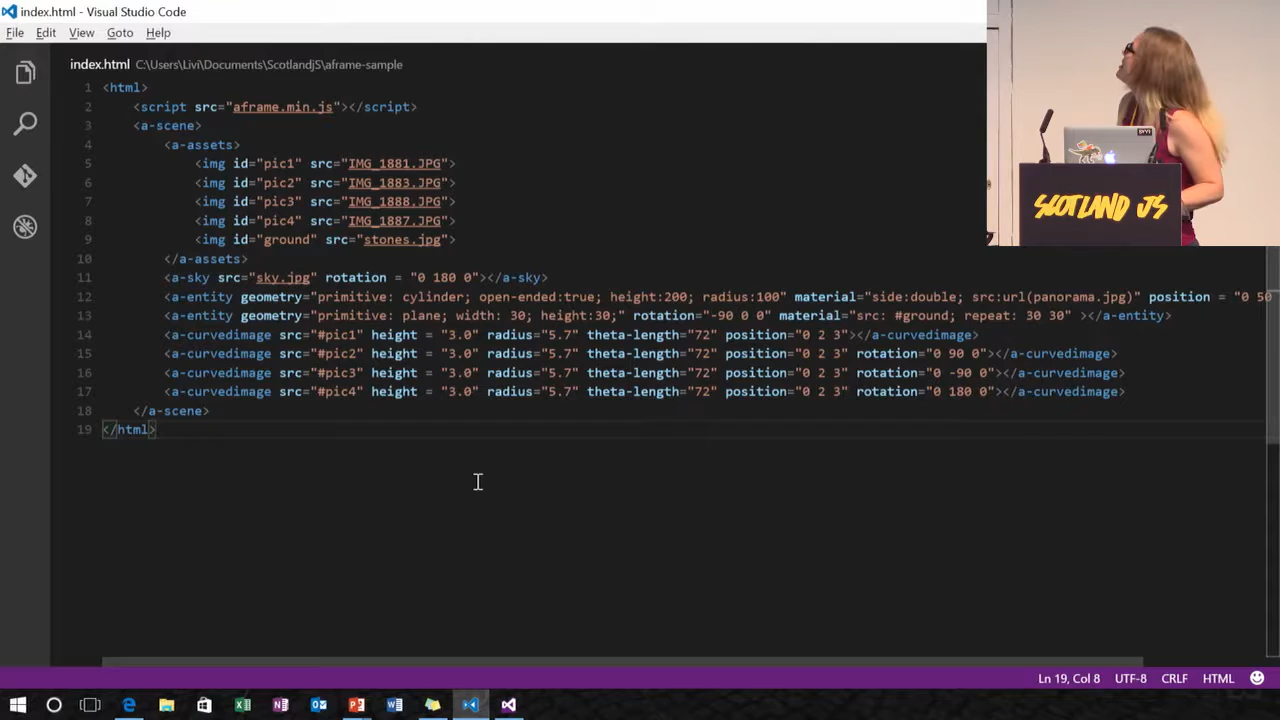 index.html - Visual Studio Code
File Edit View Goto Help
index.html C:\Users\Livi\Documents\ScotlandjS\aframe-sample
1 <html>
2 <script src="aframe.min.js"></script>
3 <a-scene>
4 <a-assets>
5 <img id="pic1" src="IMG_1881.JPG">
6 <img id="pic2" src="IMG_1883.JPG">
7 <img id="pic3" src="IMG_1888.JPG">
8 <img id="pic4" src="IMG_1887.JPG">
9 <img id="ground" src="stones.jpg">
10 </a-assets>
11 <a-sky src="sky.jpg" rotation = "0 180 0"></a-sky>
12 <a-entity geometry="primitive: cylinder; open-ended:true; height:200; radius:100" material="side:double; src:url(panorama.jpg)" position = "0 50
13 <a-entity geometry="primitive: plane; width: 30; height:30;" rotation="-90 0 0" material="src: #ground; repeat: 30 30" ></a-entity>
14 <a-curvedimage src="#pic1" height = "3.0" radius="5.7" theta-length="72" position="0 2 3"></a-curvedimage>
15 <a-curvedimage src="#pic2" height = "3.0" radius="5.7" theta-length="72" position="0 2 3" rotation="0 90 0"></a-curvedimage>
16 <a-curvedimage src="#pic3" height = "3.0" radius="5.7" theta-length="72" position="0 2 3" rotation="0 -90 0"></a-curvedimage>
17 <a-curvedimage src="#pic4" height = "3.0" radius="5.7" theta-length="72" position="0 2 3" rotation="0 180 0"></a-curvedimage>
18 </a-scene>
19 </html>
SCOTLAND JS
Ln 19, Col 8 UTF-8 CRLF HTML